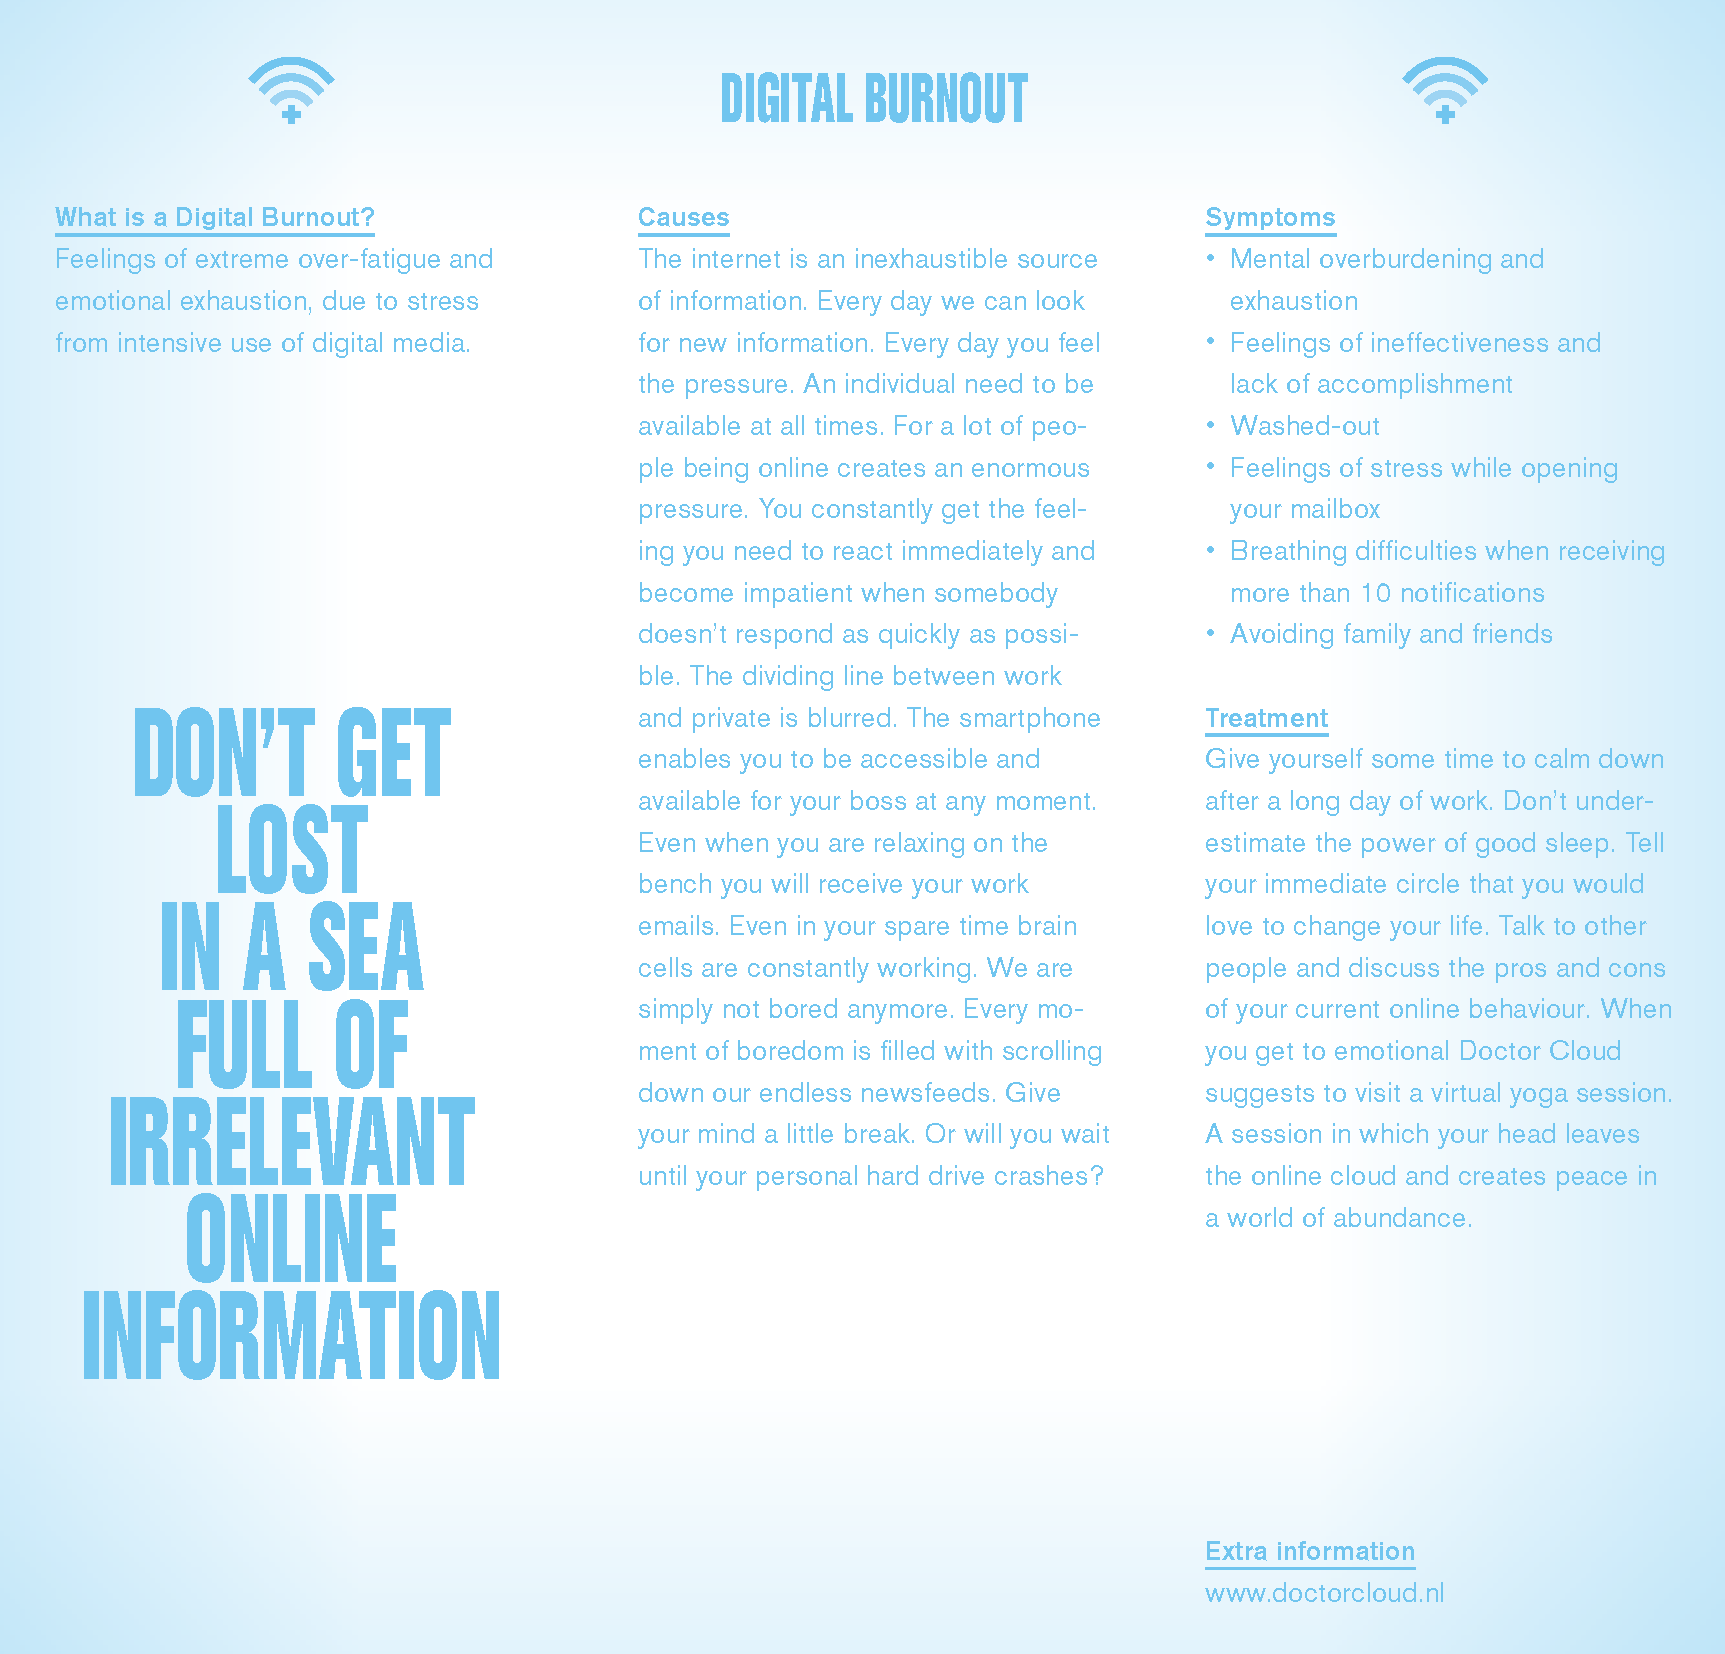 DIGITAL BURNOUT
What is a Digital Burnout?
Feelings of extreme over-fatigue and
emotional exhaustion, due to stress
from intensive use of digital media.
DON'T GET
LOST
IN A SEA
FULL OF
IRRELEVANT
ONLINE
INFORMATION
Causes
The internet is an inexhaustible source
of information. Every day we can look
for new information. Every day you feel
the pressure. An individual need to be
available at all times. For a lot of peo-
ple being online creates an enormous
pressure. You constantly get the feel-
ing you need to react immediately and
become impatient when somebody
doesn't respond as quickly as possi-
ble. The dividing line between work
and private is blurred. The smartphone
enables you to be accessible and
available for your boss at any moment.
Even when you are relaxing on the
bench you will receive your work
emails. Even in your spare time brain
cells are constantly working. We are
simply not bored anymore. Every mo-
ment of boredom is filled with scrolling
down our endless newsfeeds. Give
your mind a little break. Or will you wait
until your personal hard drive crashes?
Symptoms
• Mental overburdening and
exhaustion
• Feelings of ineffectiveness and
lack of accomplishment
• Washed-out
• Feelings of stress while opening
your mailbox
• Breathing difficulties when receiving
more than 10 notifications
• Avoiding family and friends
Treatment
Give yourself some time to calm down
after a long day of work. Don't under-
estimate the power of good sleep. Tell
your immediate circle that you would
love to change your life. Talk to other
people and discuss the pros and cons
of your current online behaviour. When
you get to emotional Doctor Cloud
suggests to visit a virtual yoga session.
A session in which your head leaves
the online cloud and creates peace in
a world of abundance.
Extra information
www.doctorcloud.nl